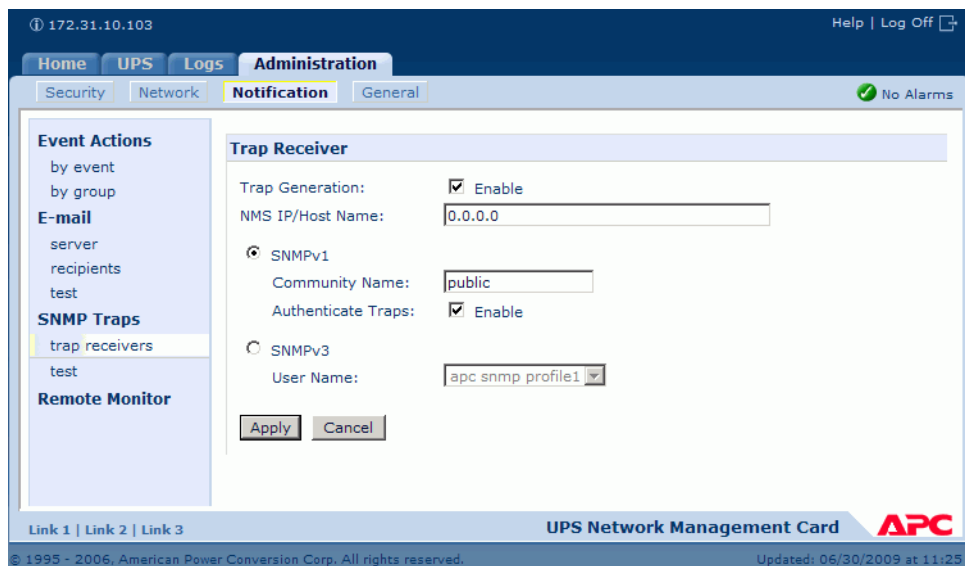 172.31.10.103 Help | Log Off
Home UPS Logs Administration
Security Network Notification General No Alarms
Event Actions
by event
by group
E-mail
server
recipients
test
SNMP Traps
trap receivers
test
Remote Monitor
Trap Receiver
Trap Generation: Enable
NMS IP/Host Name: 0.0.0.0
SNMPv1
Community Name: public
Authenticate Traps: Enable
SNMPv3
User Name: apc snmp profile1
Apply Cancel
Link 1 | Link 2 | Link 3 UPS Network Management Card APC
© 1995 - 2006, American Power Conversion Corp. All rights reserved. Updated: 06/30/2009 at 11:25